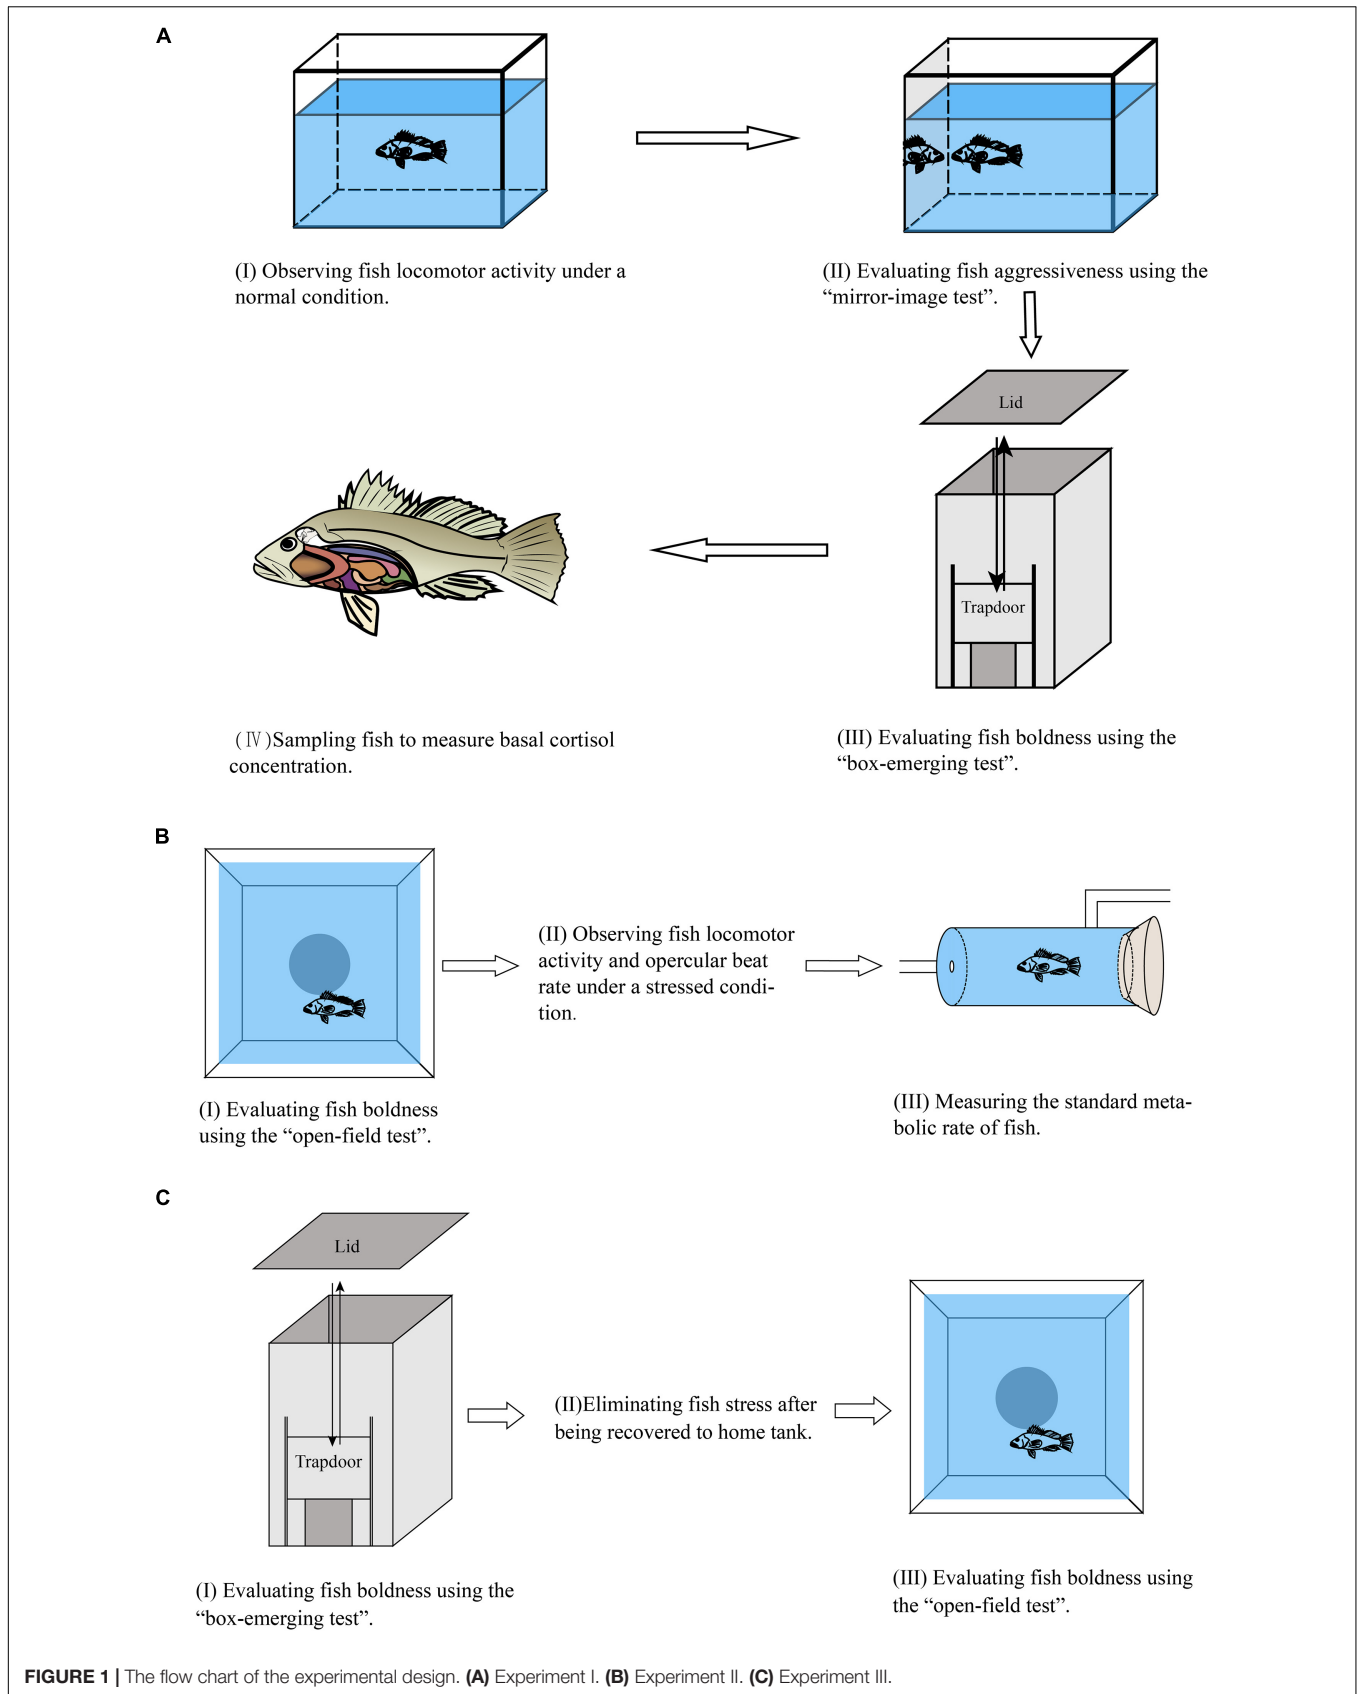 A
(I) Observing fish locomotor activity under a
normal condition.
(II) Evaluating fish aggressiveness using the
“mirror-image test”.
Lid
Trapdoor
(III) Evaluating fish boldness using the
“box-emerging test”.
(Ⅳ)Sampling fish to measure basal cortisol
concentration.
B
(I) Evaluating fish boldness
using the “open-field test”.
(II) Observing fish locomotor
activity and opercular beat
rate under a stressed condi-
tion.
(III) Measuring the standard meta-
bolic rate of fish.
C
Lid
Trapdoor
(I) Evaluating fish boldness using the
“box-emerging test”.
(II)Eliminating fish stress after
being recovered to home tank.
(III) Evaluating fish boldness using
the “open-field test”.
FIGURE 1 | The flow chart of the experimental design. (A) Experiment I. (B) Experiment II. (C) Experiment III.